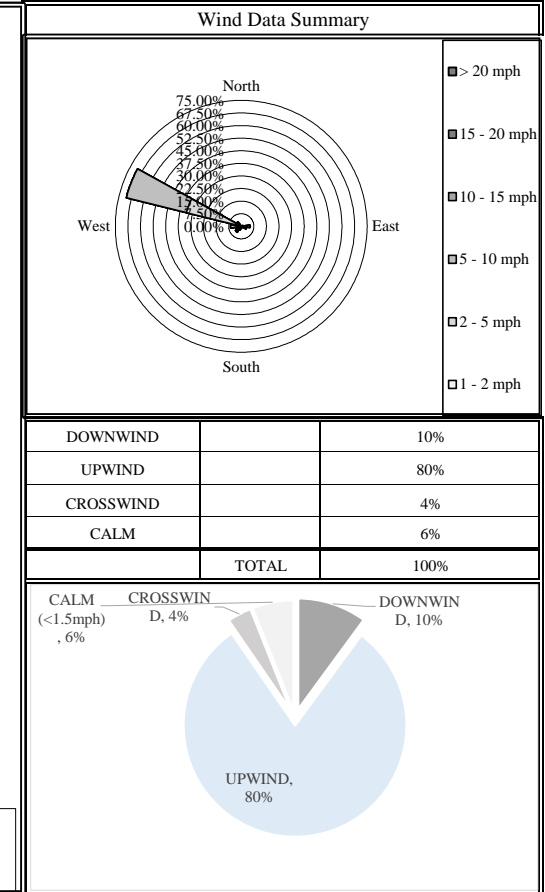 Wind Data Summary
North
75.00%
67.50%
60.00%
52.50%
45.00%
37.50%
30.00%
22.50%
15.00%
7.50%
0.00%
West
East
South
> 20 mph
15 - 20 mph
10 - 15 mph
5 - 10 mph
2 - 5 mph
1 - 2 mph
DOWNWIND 10%
UPWIND 80%
CROSSWIND 4%
CALM 6%
TOTAL 100%
CALM
(<1.5mph)
, 6%
CROSSWIN
D, 4%
DOWNWIN
D, 10%
UPWIND,
80%